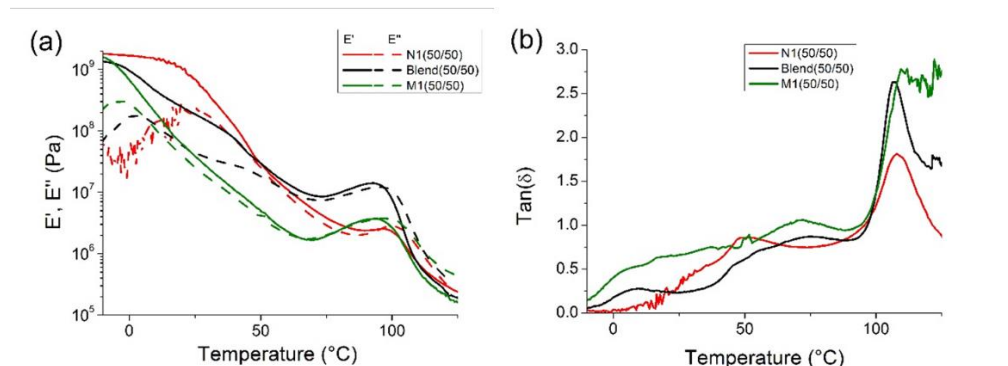 (a)
E' E"
N1(50/50)
Blend(50/50)
M1(50/50)
10⁹
10⁸
10⁷
10⁶
10⁵
E', E" (Pa)
0 50 100
Temperature (°C)
(b)
N1(50/50)
Blend(50/50)
M1(50/50)
3.0
2.5
2.0
1.5
1.0
0.5
0.0
Tan(δ)
0 50 100
Temperature (°C)